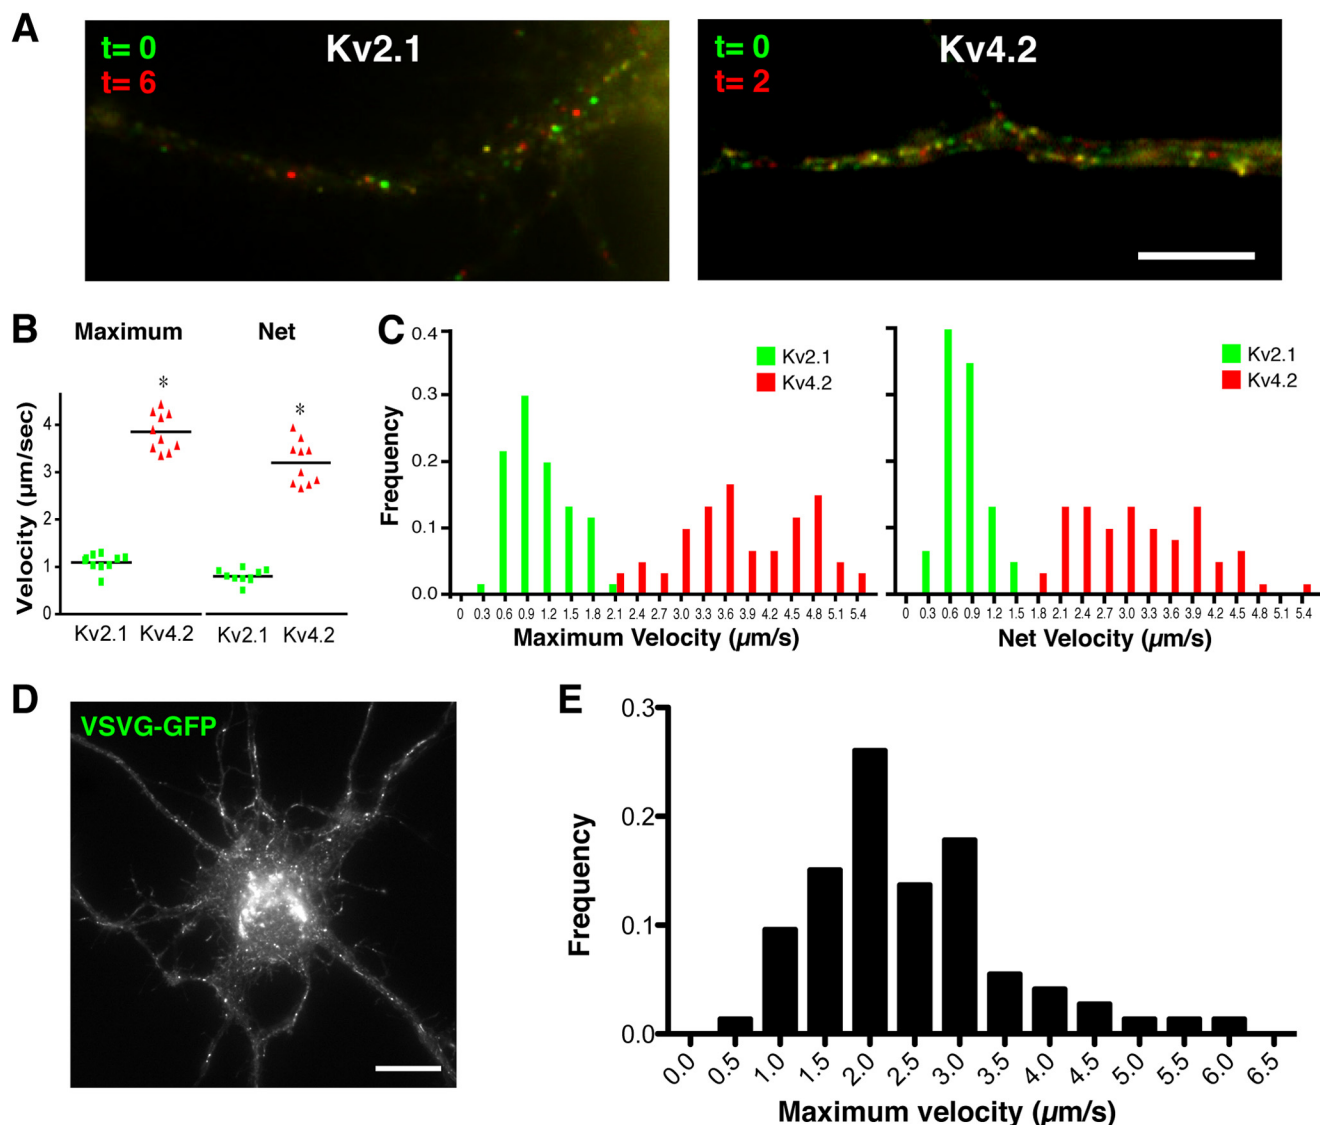 A
t= 0
t= 6
Kv2.1
t= 0
t= 2
Kv4.2
B
Maximum
Net
*
*
Velocity (µm/sec)
4
3
2
1
0
Kv2.1
Kv4.2
Kv2.1
Kv4.2
C
0.4
0.3
0.2
0.1
0.0
Frequency
Kv2.1
Kv4.2
0 0.3 0.6 0.9 1.2 1.5 1.8 2.1 2.4 2.7 3.0 3.3 3.6 3.9 4.2 4.5 4.8 5.1 5.4
Maximum Velocity (µm/s)
Kv2.1
Kv4.2
0 0.3 0.6 0.9 1.2 1.5 1.8 2.1 2.4 2.7 3.0 3.3 3.6 3.9 4.2 4.5 4.8 5.1 5.4
Net Velocity (µm/s)
D
VSVG-GFP
E
0.3
0.2
0.1
0.0
Frequency
0.0 0.5 1.0 1.5 2.0 2.5 3.0 3.5 4.0 4.5 5.0 5.5 6.0 6.5
Maximum velocity (µm/s)